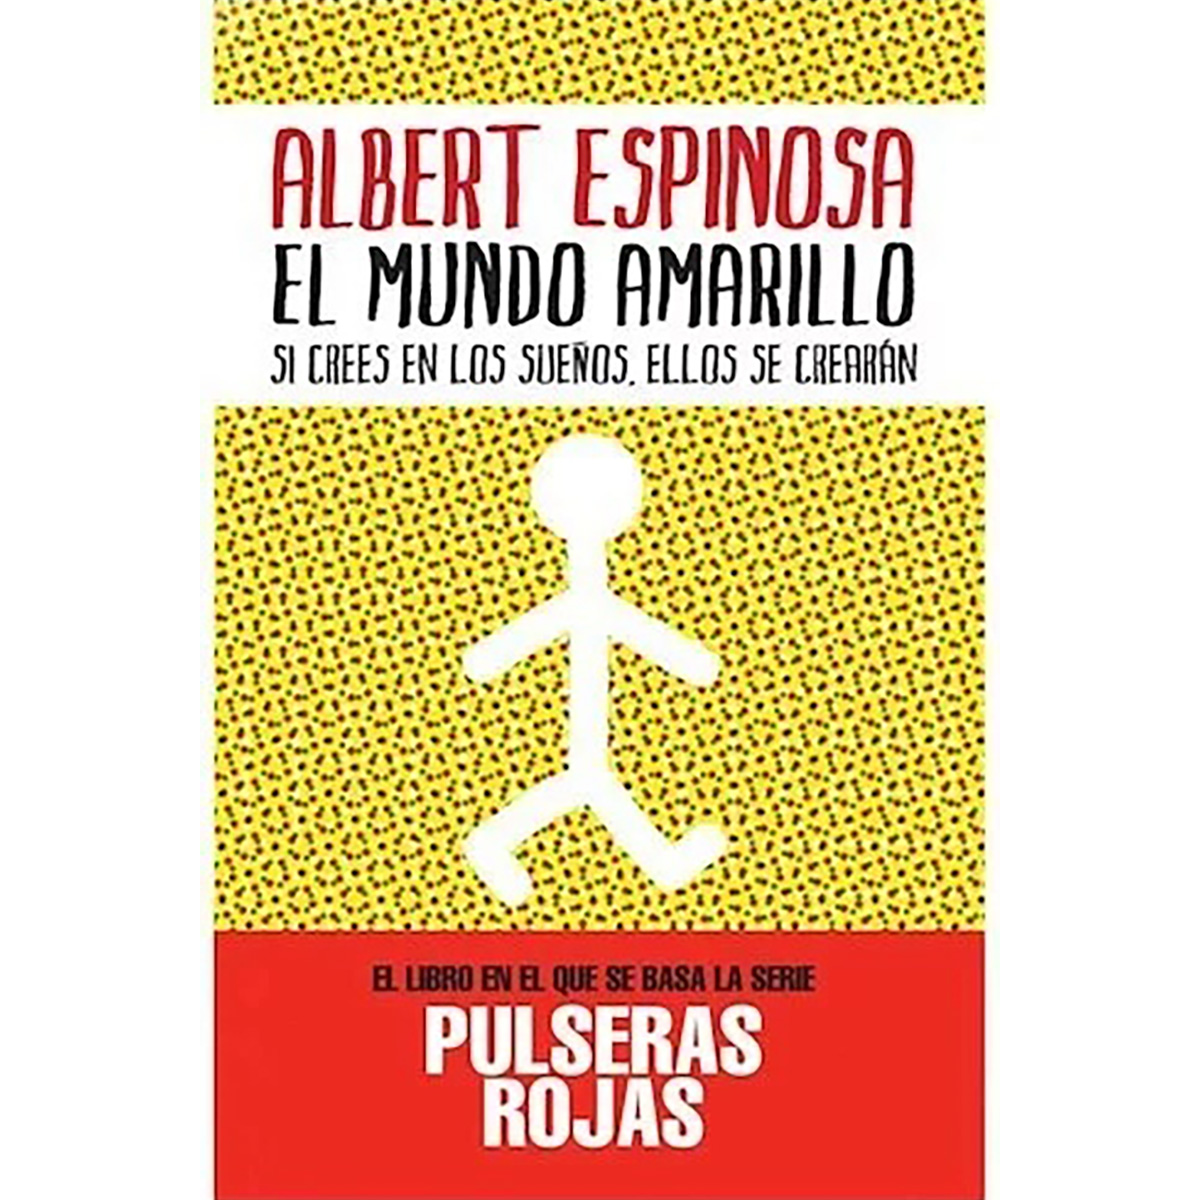 ALBERT ESPINOSA
EL MUNDO AMARILLO
SI CREES EN LOS SUEÑOS, ELLOS SE CREARÁN
EL LIBRO EN EL QUE SE BASA LA SERIE
PULSERAS
ROJAS